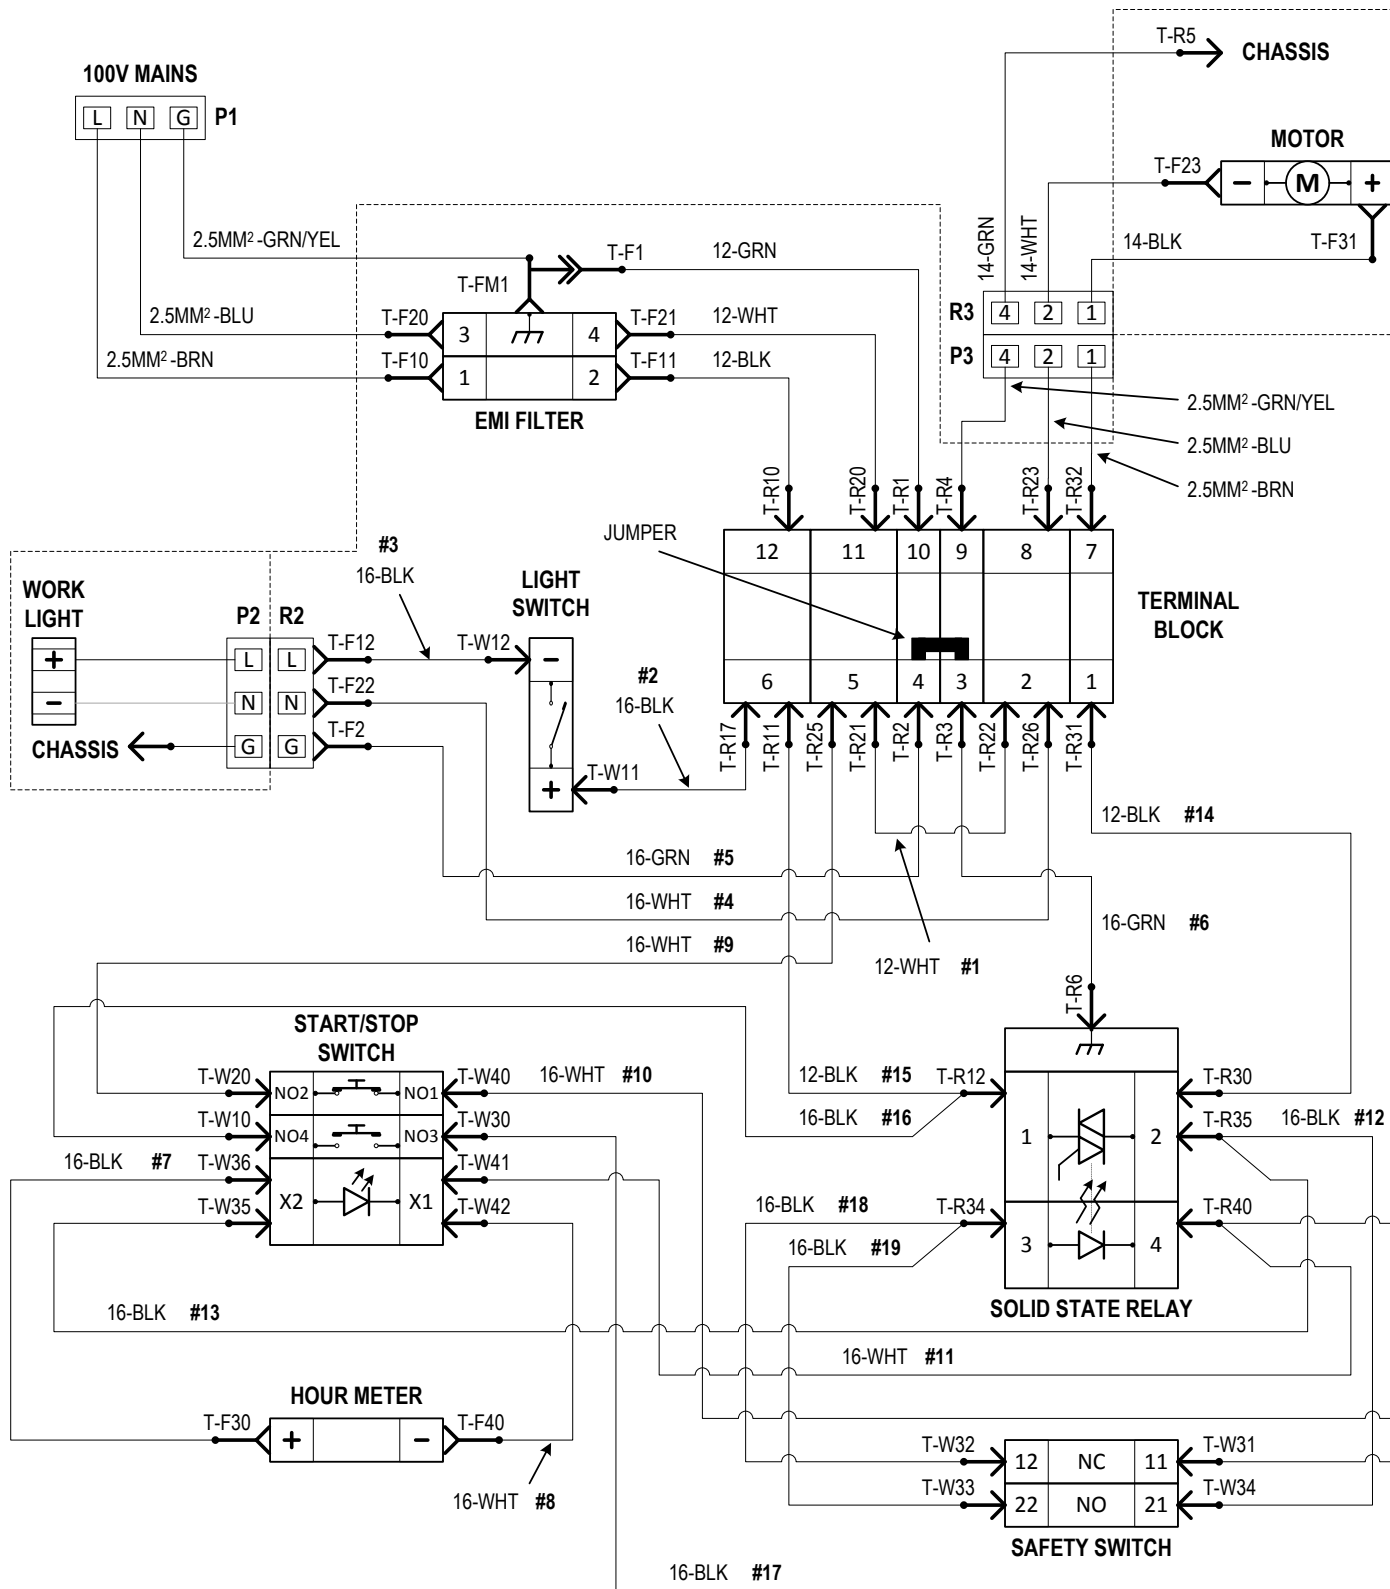 T-R5
CHASSIS
100V MAINS
L N G P1
MOTOR
T-F23
- M +
2.5MM²-GRN/YEL
T-F1
12-GRN
14-GRN
14-WHT
14-BLK
T-F31
T-FM1
2.5MM²-BLU
T-F20
3 4
T-F21
12-WHT
R3 4 2 1
2.5MM²-BRN
T-F10
1 2
T-F11
12-BLK
P3 4 2 1
EMI FILTER
2.5MM²-GRN/YEL
2.5MM²-BLU
2.5MM²-BRN
T-R10
T-R20
T-R1
T-R4
T-R23
T-R32
JUMPER
12 11 10 9 8 7
TERMINAL
BLOCK
6 5 4 3 2 1
#3
16-BLK
LIGHT
SWITCH
WORK
LIGHT
P2 R2
+
L L
T-F12
T-W12
-
-
N N
T-F22
#2
16-BLK
CHASSIS
G G
T-F2
T-W11
+
T-R17
T-R11
T-R25
T-R21
T-R2
T-R3
T-R22
T-R26
T-R31
12-BLK #14
16-GRN #5
16-WHT #4
16-GRN #6
16-WHT #9
12-WHT #1
T-R6
START/STOP
SWITCH
T-W20
NO2 NO1
T-W40
16-WHT #10
12-BLK #15
T-R12
T-R30
T-W10
NO4 NO3
T-W30
16-BLK #16
1 2
T-R35
16-BLK #12
16-BLK #7
T-W36
T-W41
X2 X1
T-W35
T-W42
16-BLK #18
T-R34
T-R40
16-BLK #19
3 4
16-BLK #13
SOLID STATE RELAY
16-WHT #11
HOUR METER
T-F30
+ -
T-F40
T-W32
12 NC 11
T-W31
16-WHT #8
T-W33
22 NO 21
T-W34
SAFETY SWITCH
16-BLK #17